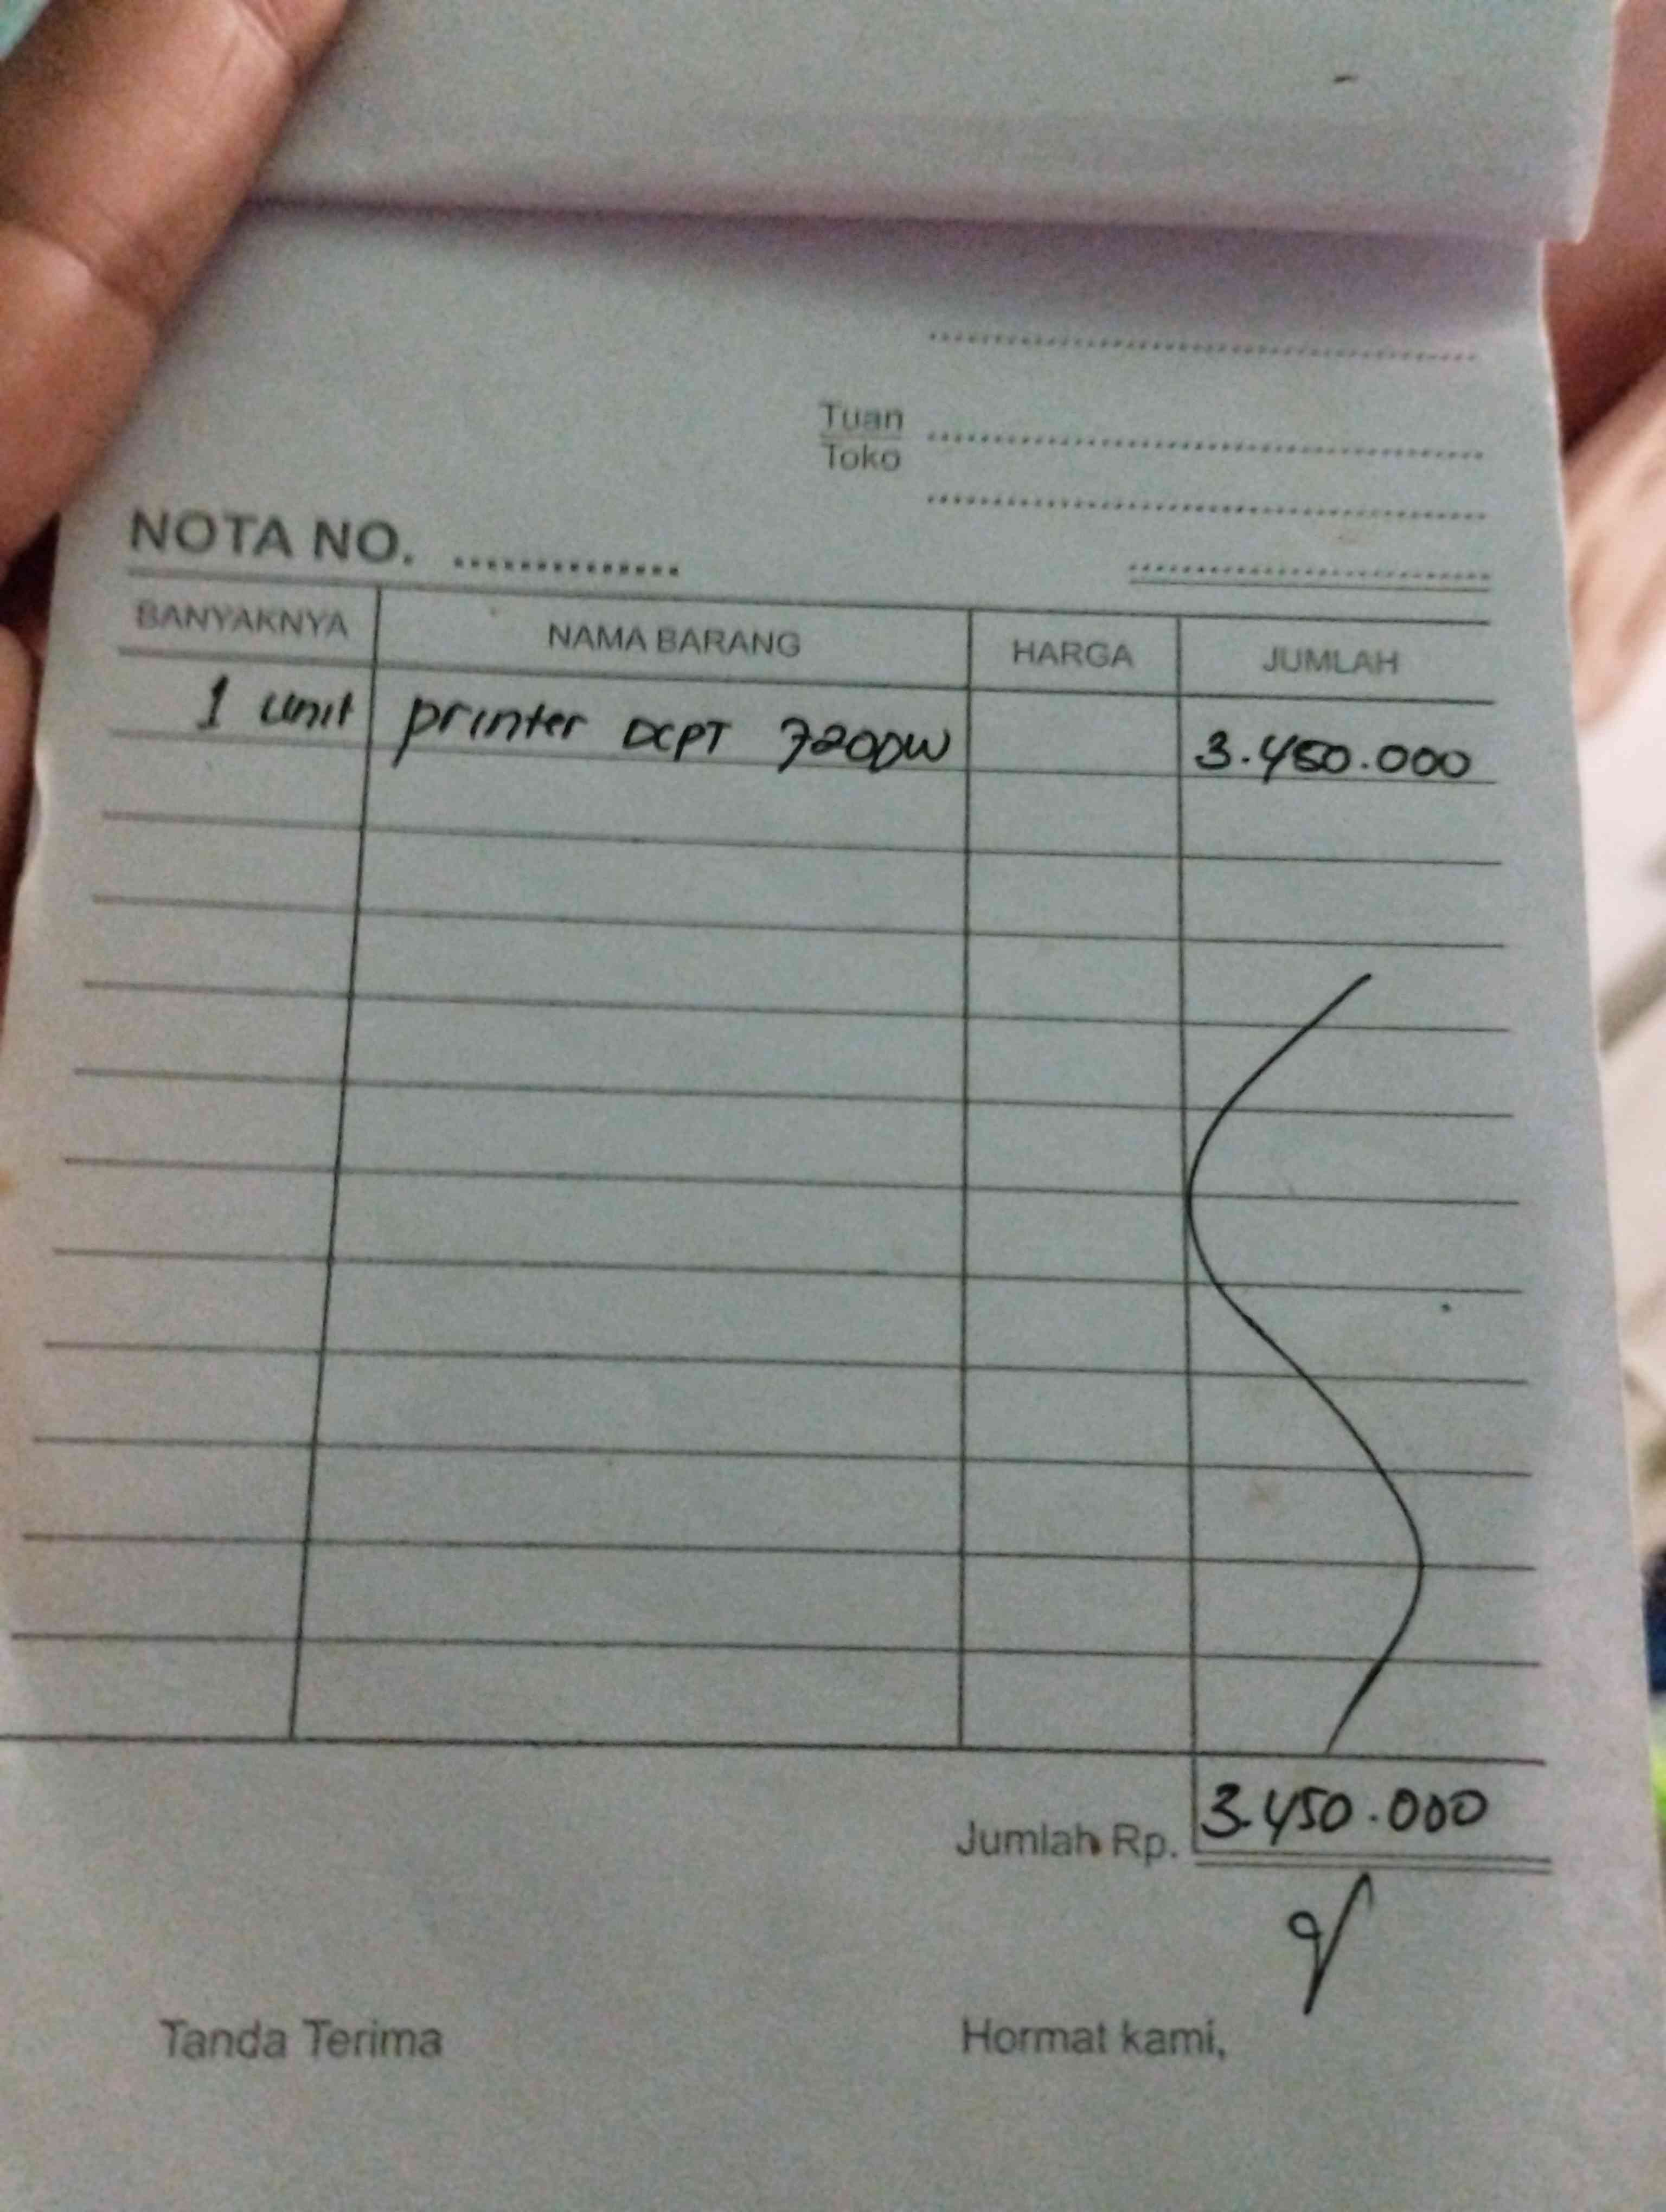 Tuan
Toko
NOTA NO. ..............
BANYAKNYA NAMA BARANG HARGA JUMLAH
1 unit printer DCPT 720DW 3.450.000
Jumlah Rp. 3.450.000
Tanda Terima Hormat kami,